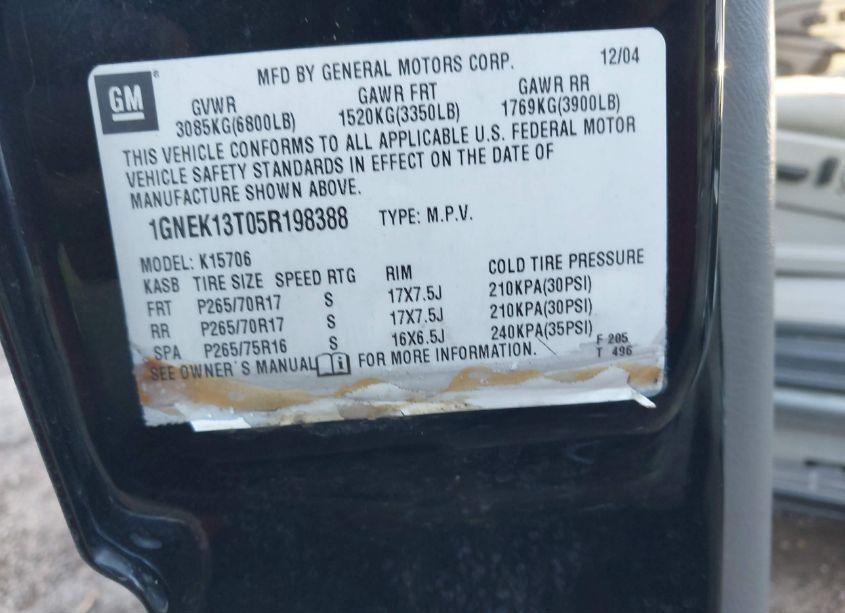 GM ® MFD BY GENERAL MOTORS CORP. 12/04
GVWR GAWR FRT GAWR RR
3085KG(6800LB) 1520KG(3350LB) 1769KG(3900LB)
THIS VEHICLE CONFORMS TO ALL APPLICABLE U.S. FEDERAL MOTOR
VEHICLE SAFETY STANDARDS IN EFFECT ON THE DATE OF
MANUFACTURE SHOWN ABOVE.
1GNEK13T05R198388 TYPE: M.P.V.
MODEL: K15706
KASB TIRE SIZE SPEED RTG RIM COLD TIRE PRESSURE
FRT P265/70R17 S 17X7.5J 210KPA(30PSI)
RR P265/70R17 S 17X7.5J 210KPA(30PSI)
SPA P265/75R16 S 16X6.5J 240KPA(35PSI) F 205
SEE OWNER'S MANUAL FOR MORE INFORMATION. T 496